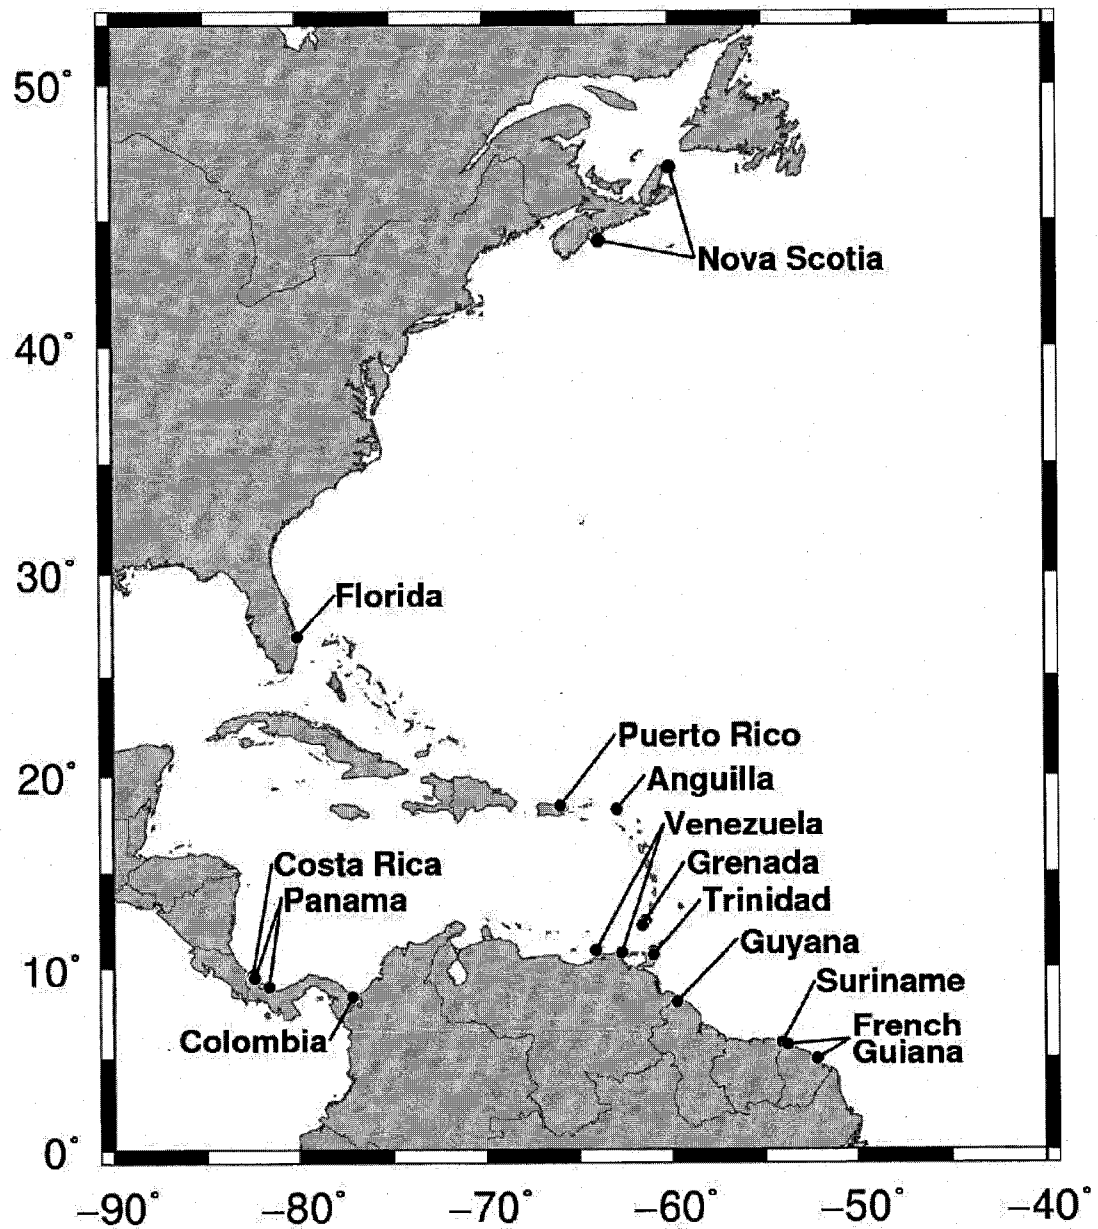 50°
Nova Scotia
40°
30°
Florida
Puerto Rico
20°
Anguilla
Venezuela
Costa Rica
Grenada
Panama
Trinidad
Guyana
10°
Suriname
French
Colombia
Guiana
0°
−90° −80° −70° −60° −50° −40°